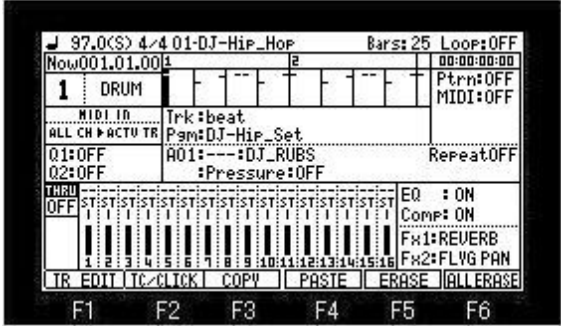 ♩ 97.0(S) 4/4 01-DJ-Hip_Hop Bars: 25 Loop:OFF
Now001.01.00 1 2 00:00:00:00
1 DRUM Ptrn:OFF
MIDI:OFF
MIDI IN
ALL CH▶ACTV TR
Trk:beat
Pgm:DJ-Hip_Set
Q1:OFF
Q2:OFF
A01:---:DJ_RUBS RepeatOFF
:Pressure:OFF
THRU
OFF
ST ST ST ST ST ST ST ST ST ST ST ST ST ST ST ST
1 2 3 4 5 6 7 8 9 10 11 12 13 14 15 16
EQ : ON
Comp: ON
Fx1:REVERB
Fx2:FLVG PAN
TR EDIT TC/CLICK COPY PASTE ERASE ALLERASE
F1 F2 F3 F4 F5 F6